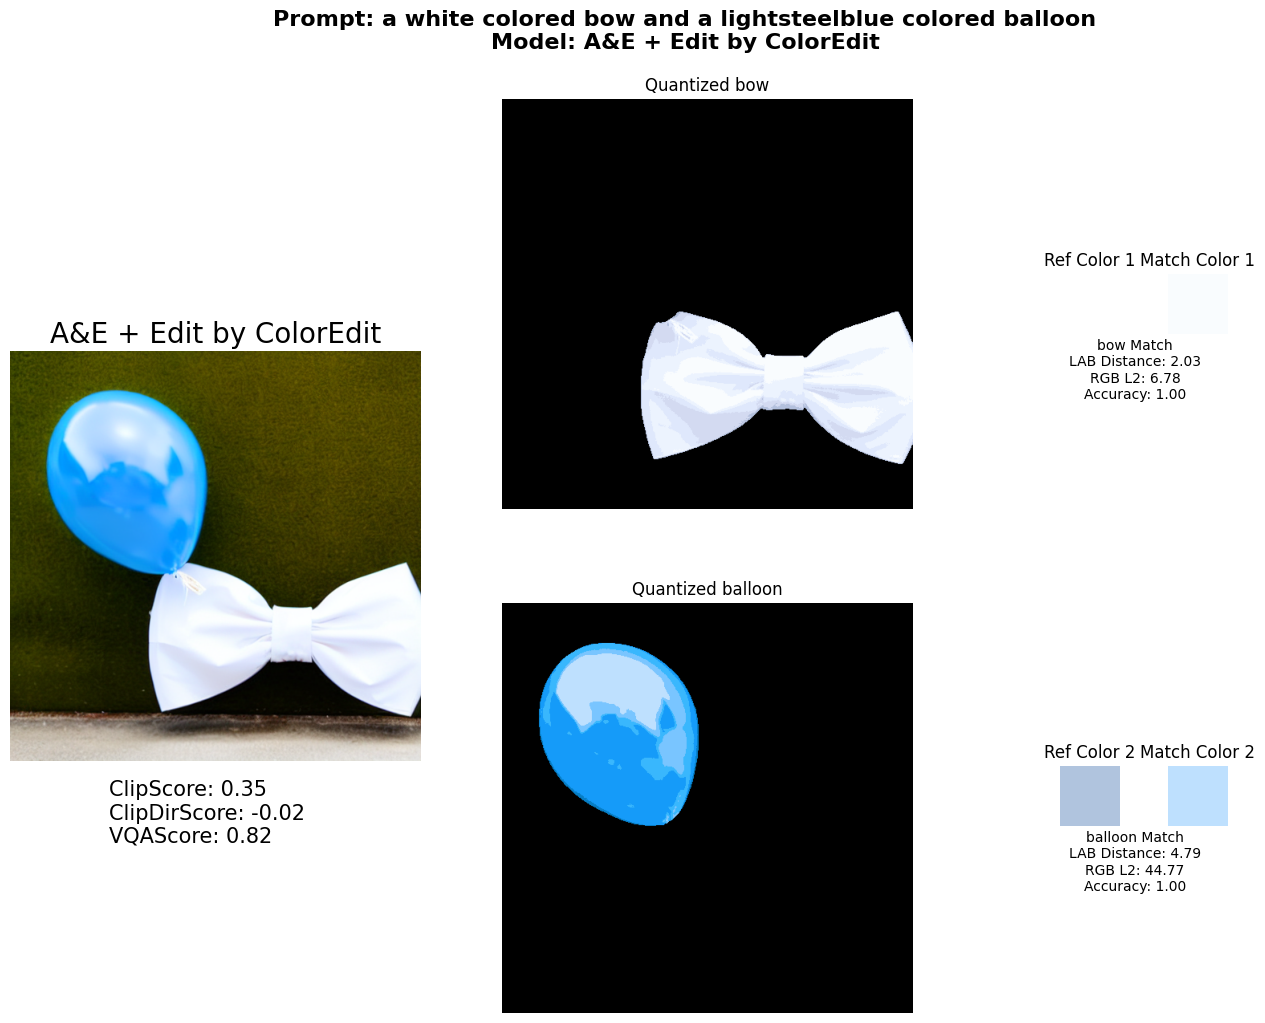 Prompt: a white colored bow and a lightsteelblue colored balloon
Model: A&E + Edit by ColorEdit
Quantized bow
Ref Color 1 Match Color 1
bow Match
LAB Distance: 2.03
RGB L2: 6.78
Accuracy: 1.00
A&E + Edit by ColorEdit
ClipScore: 0.35
ClipDirScore: -0.02
VQAScore: 0.82
Quantized balloon
Ref Color 2 Match Color 2
balloon Match
LAB Distance: 4.79
RGB L2: 44.77
Accuracy: 1.00